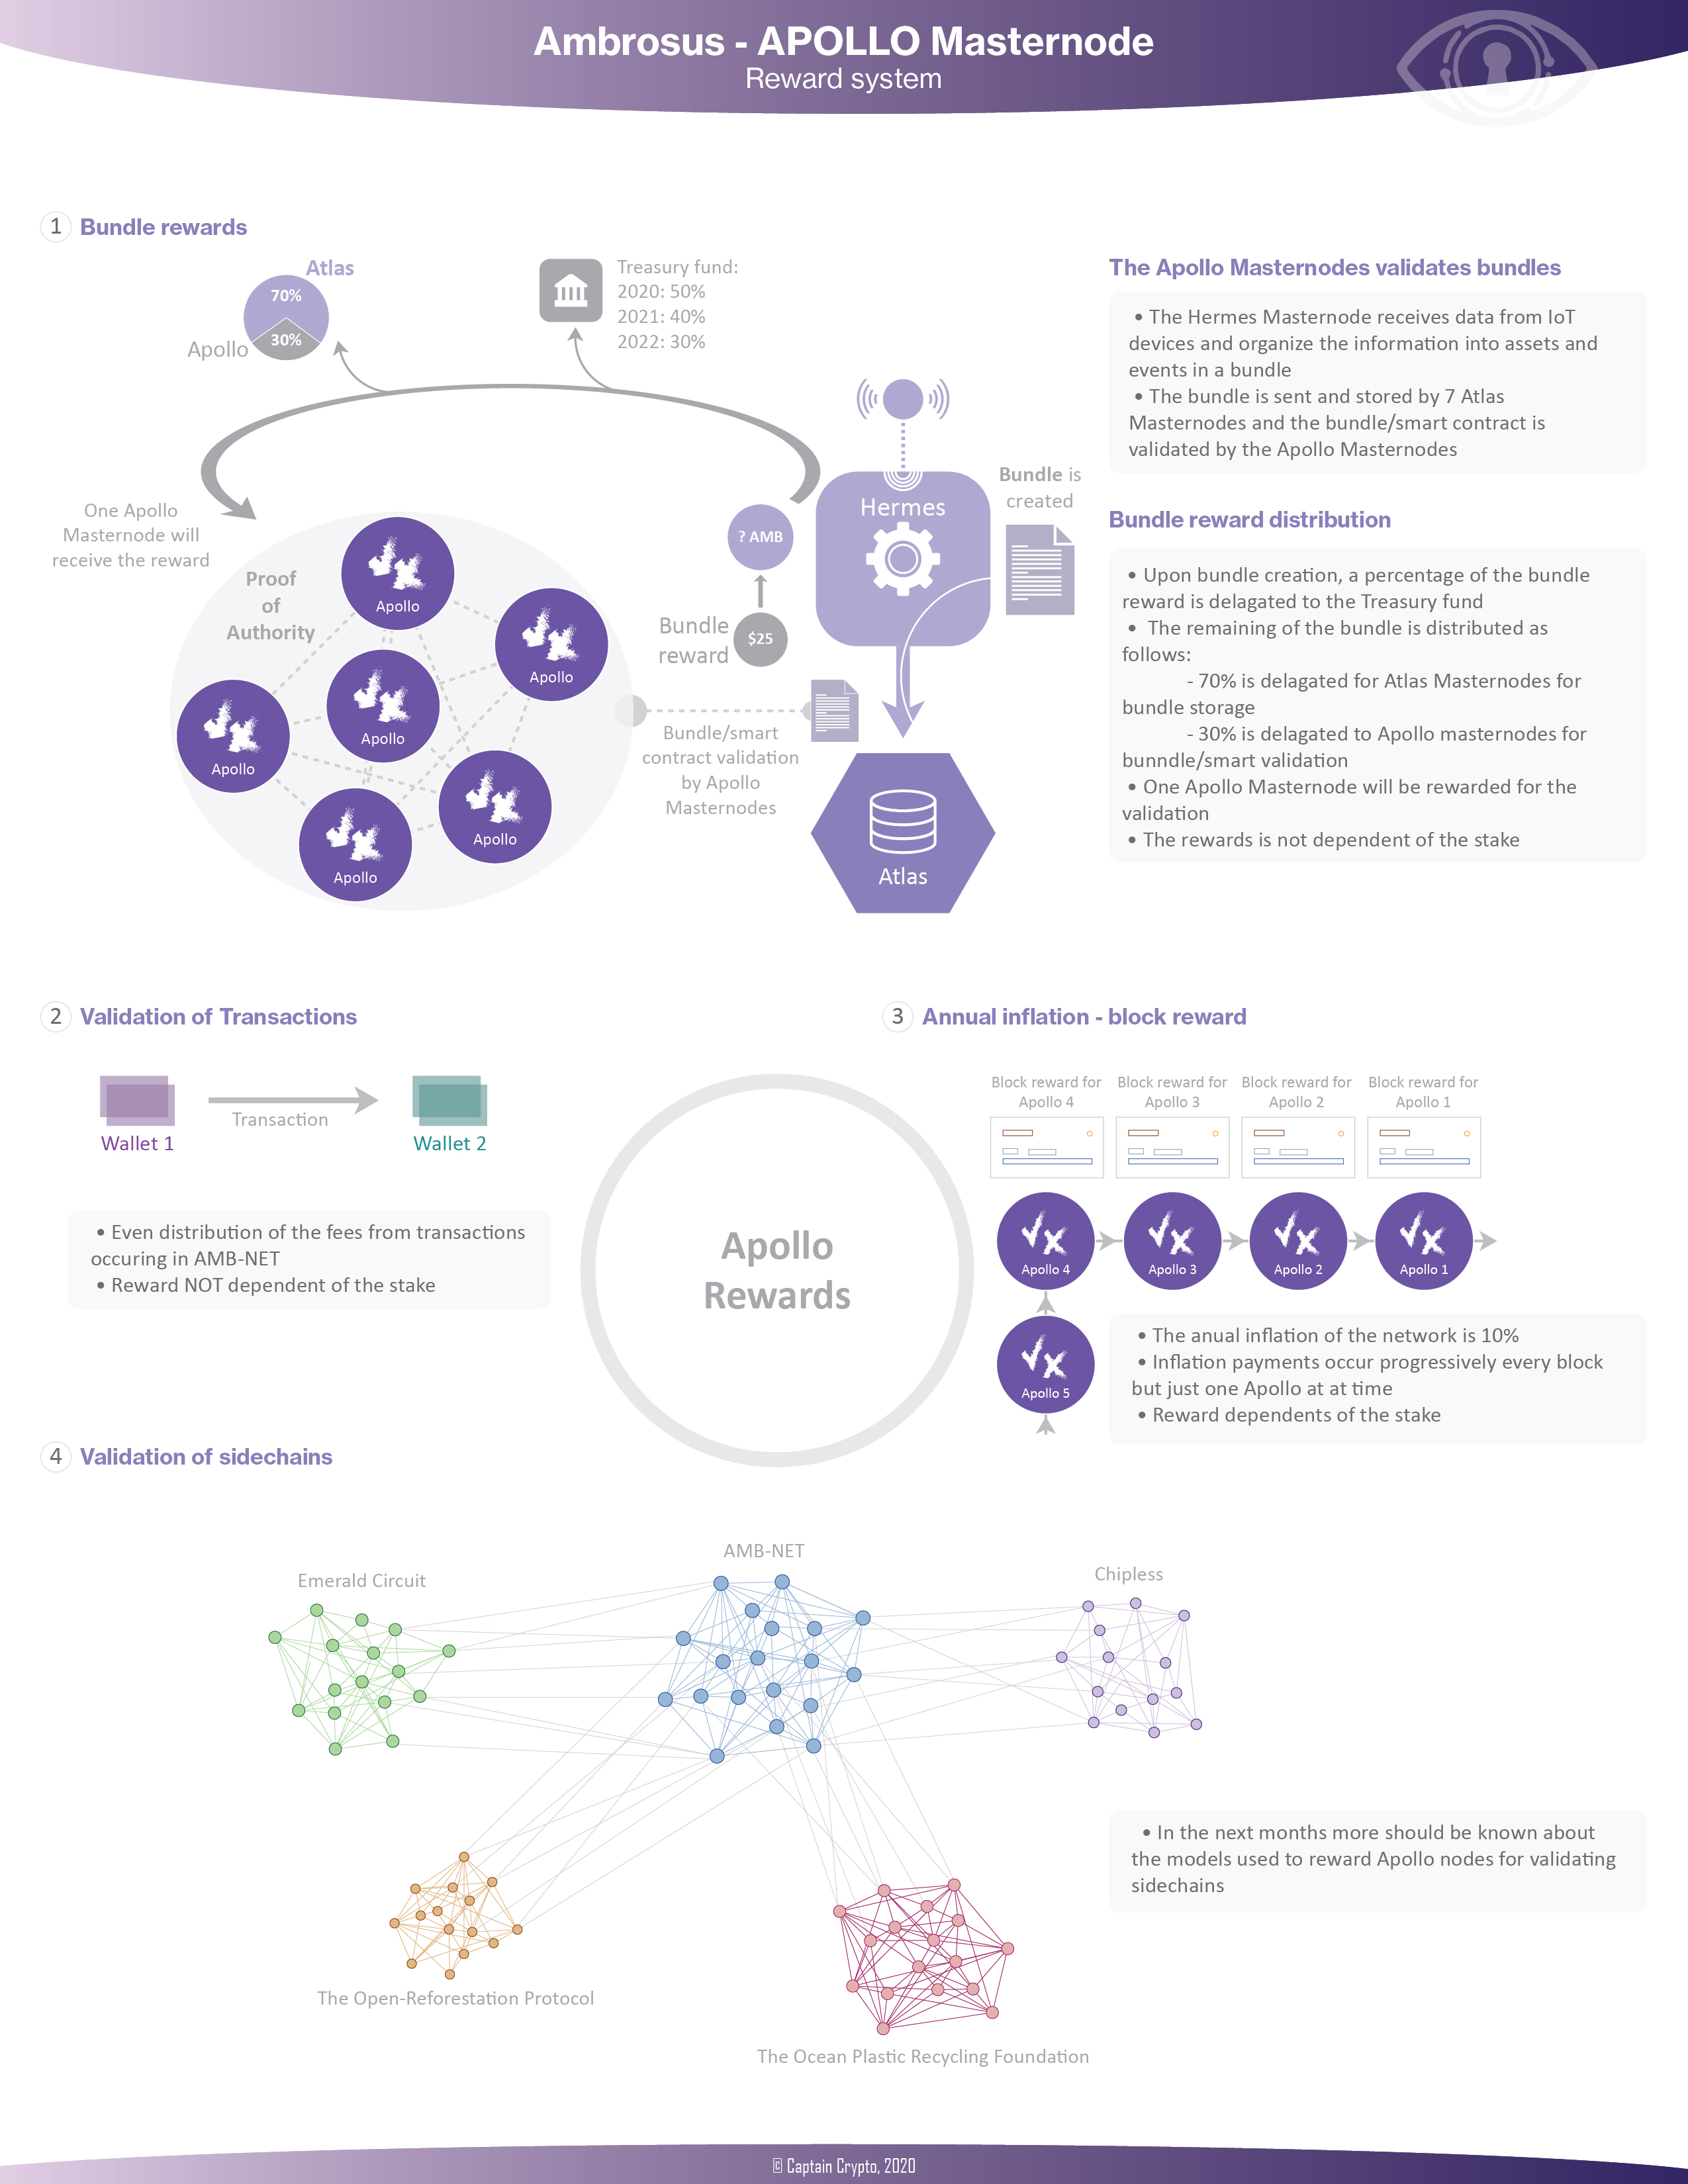 Ambrosus - APOLLO Masternode
Reward system
1 Bundle rewards
Atlas
70%
30%
Apollo
Treasury fund:
2020: 50%
2021: 40%
2022: 30%
One Apollo
Masternode will
receive the reward
Proof
of
Authority
Apollo
Apollo
Apollo
Apollo
Apollo
Apollo
? AMB
Bundle
reward
$25
Hermes
Bundle is
created
Bundle/smart
contract validation
by Apollo
Masternodes
Atlas
The Apollo Masternodes validates bundles
• The Hermes Masternode receives data from IoT
devices and organize the information into assets and
events in a bundle
• The bundle is sent and stored by 7 Atlas
Masternodes and the bundle/smart contract is
validated by the Apollo Masternodes
Bundle reward distribution
• Upon bundle creation, a percentage of the bundle
reward is delagated to the Treasury fund
• The remaining of the bundle is distributed as
follows:
- 70% is delagated for Atlas Masternodes for
bundle storage
- 30% is delagated to Apollo masternodes for
bunndle/smart validation
• One Apollo Masternode will be rewarded for the
validation
• The rewards is not dependent of the stake
2 Validation of Transactions
Wallet 1
Transaction
Wallet 2
• Even distribution of the fees from transactions
occuring in AMB-NET
• Reward NOT dependent of the stake
Apollo
Rewards
3 Annual inflation - block reward
Block reward for
Apollo 4
Block reward for
Apollo 3
Block reward for
Apollo 2
Block reward for
Apollo 1
Apollo 4
Apollo 3
Apollo 2
Apollo 1
Apollo 5
• The anual inflation of the network is 10%
• Inflation payments occur progressively every block
but just one Apollo at at time
• Reward dependents of the stake
4 Validation of sidechains
Emerald Circuit
AMB-NET
Chipless
The Open-Reforestation Protocol
The Ocean Plastic Recycling Foundation
• In the next months more should be known about
the models used to reward Apollo nodes for validating
sidechains
© Captain Crypto, 2020